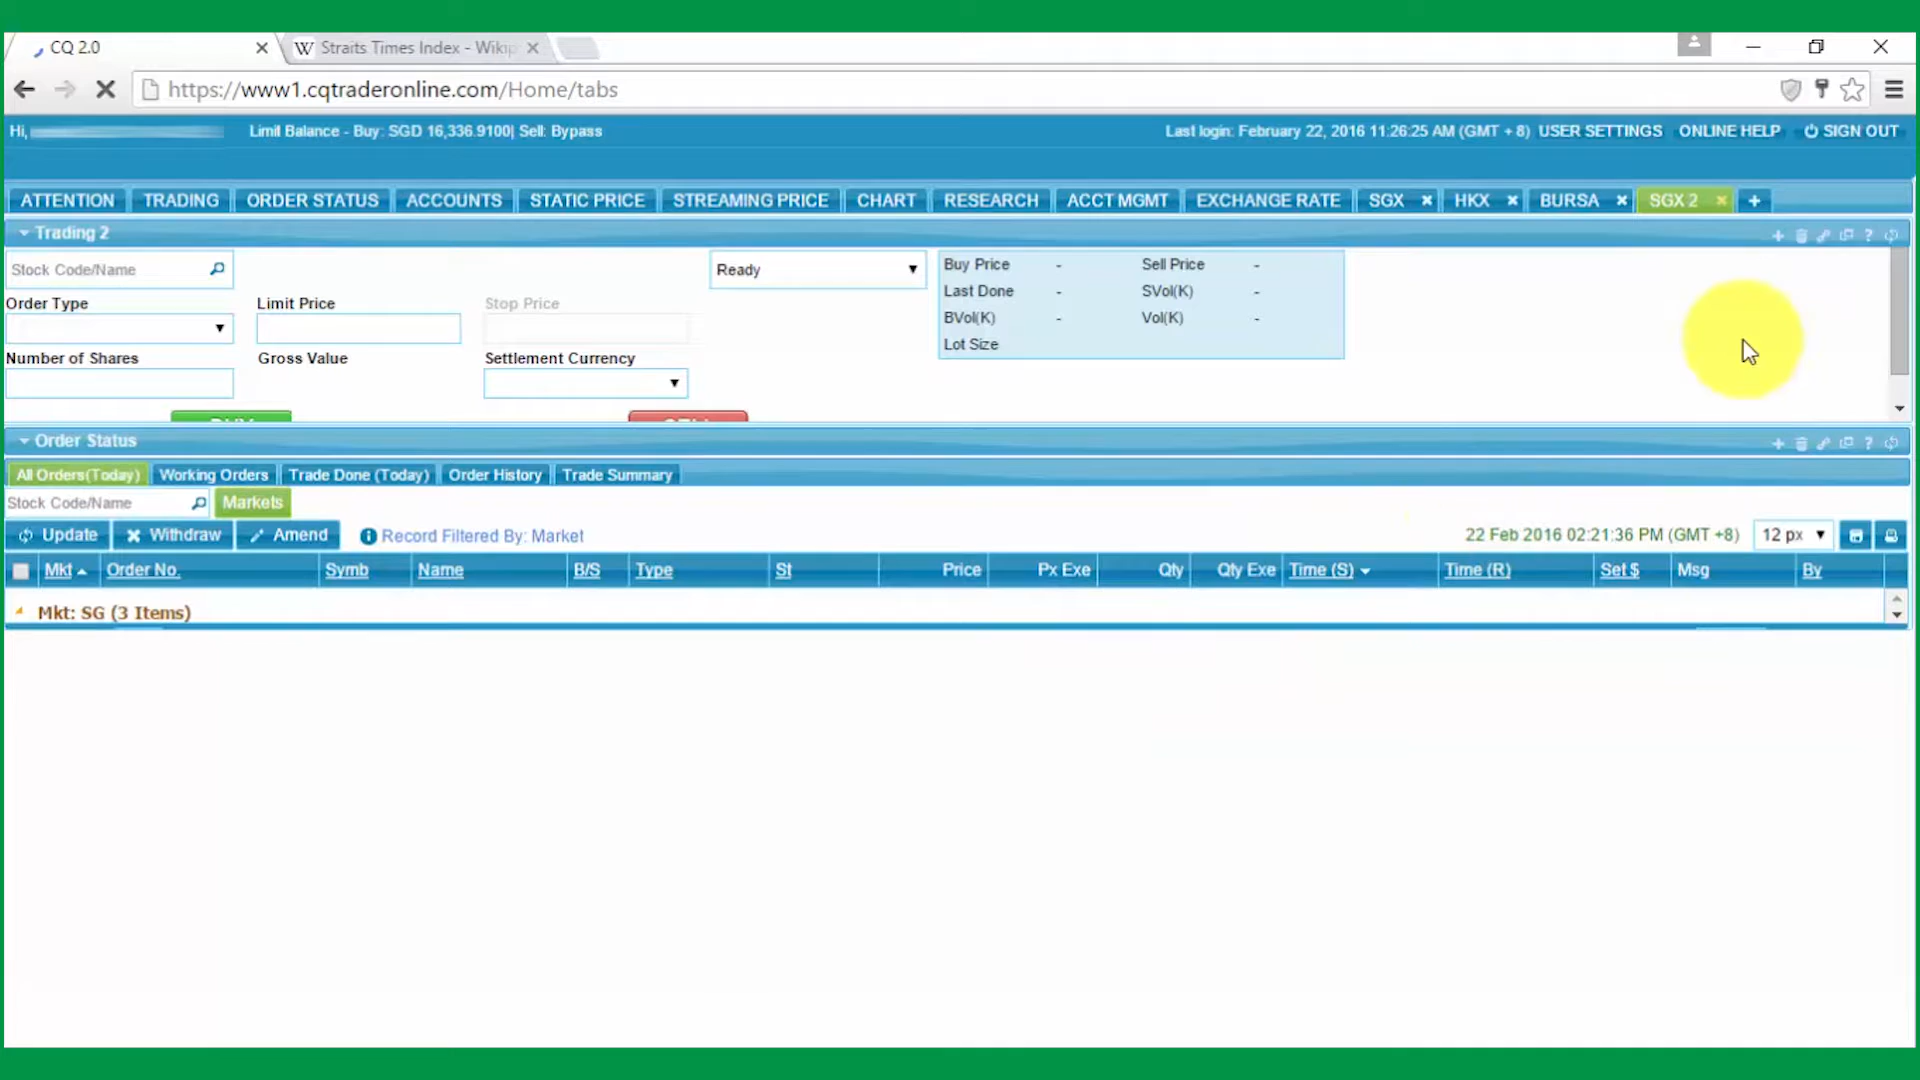 CQ 2.0
Straits Times Index - Wikip
https://www1.cqtraderonline.com/Home/tabs
Hi,
Limil Balance - Buy: SGD 16,336.9100| Sell: Bypass
Last login: February 22, 2016 11:26:25 AM (GMT + 8) USER SETTINGS ONLINE HELP SIGN OUT
ATTENTION TRADING ORDER STATUS ACCOUNTS STATIC PRICE STREAMING PRICE CHART RESEARCH ACCT MGMT EXCHANGE RATE SGX HKX BURSA SGX 2 +
Trading 2
Stock Code/Name Ready Buy Price - Sell Price -
Order Type Limit Price Stop Price Last Done - SVol(K) -
BVol(K) - Vol(K) -
Number of Shares Gross Value Settlement Currency Lot Size
Order Status
All Orders(Today) Working Orders Trade Done (Today) Order History Trade Summary
Stock Code/Name Markets
Update Withdraw Amend Record Filtered By: Market 22 Feb 2016 02:21:36 PM (GMT +8) 12 px
Mkt Order No. Symb Name B/S Type St Price Px Exe Qty Qty Exe Time (S) Time (R) Set $ Msg By
Mkt: SG (3 Items)